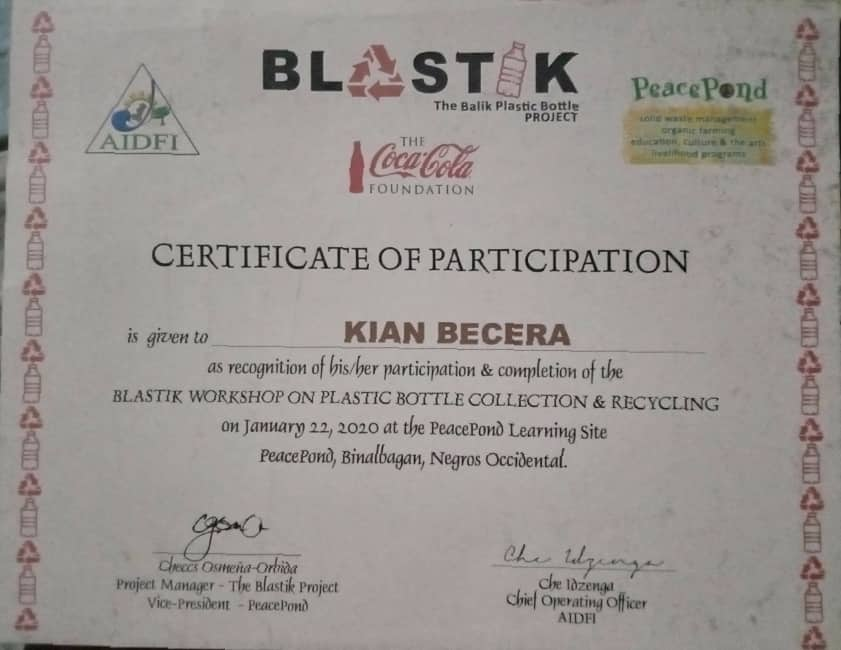 BLASTIK
The Balik Plastic Bottle
PROJECT
AIDFI
PeacePond
solid waste management
organic farming
education, culture & the arts
livelihood programs
THE
Coca-Cola
FOUNDATION
CERTIFICATE OF PARTICIPATION
is given to KIAN BECERA
as recognition of his/her participation & completion of the
BLASTIK WORKSHOP ON PLASTIC BOTTLE COLLECTION & RECYCLING
on January 22, 2020 at the PeacePond Learning Site
PeacePond, Binalbagan, Negros Occidental.
Checcs Osmeña-Orbida
Project Manager - The Blastik Project
Vice-President - PeacePond
Che Idzenga
Che Idzenga
Chief Operating Officer
AIDFI